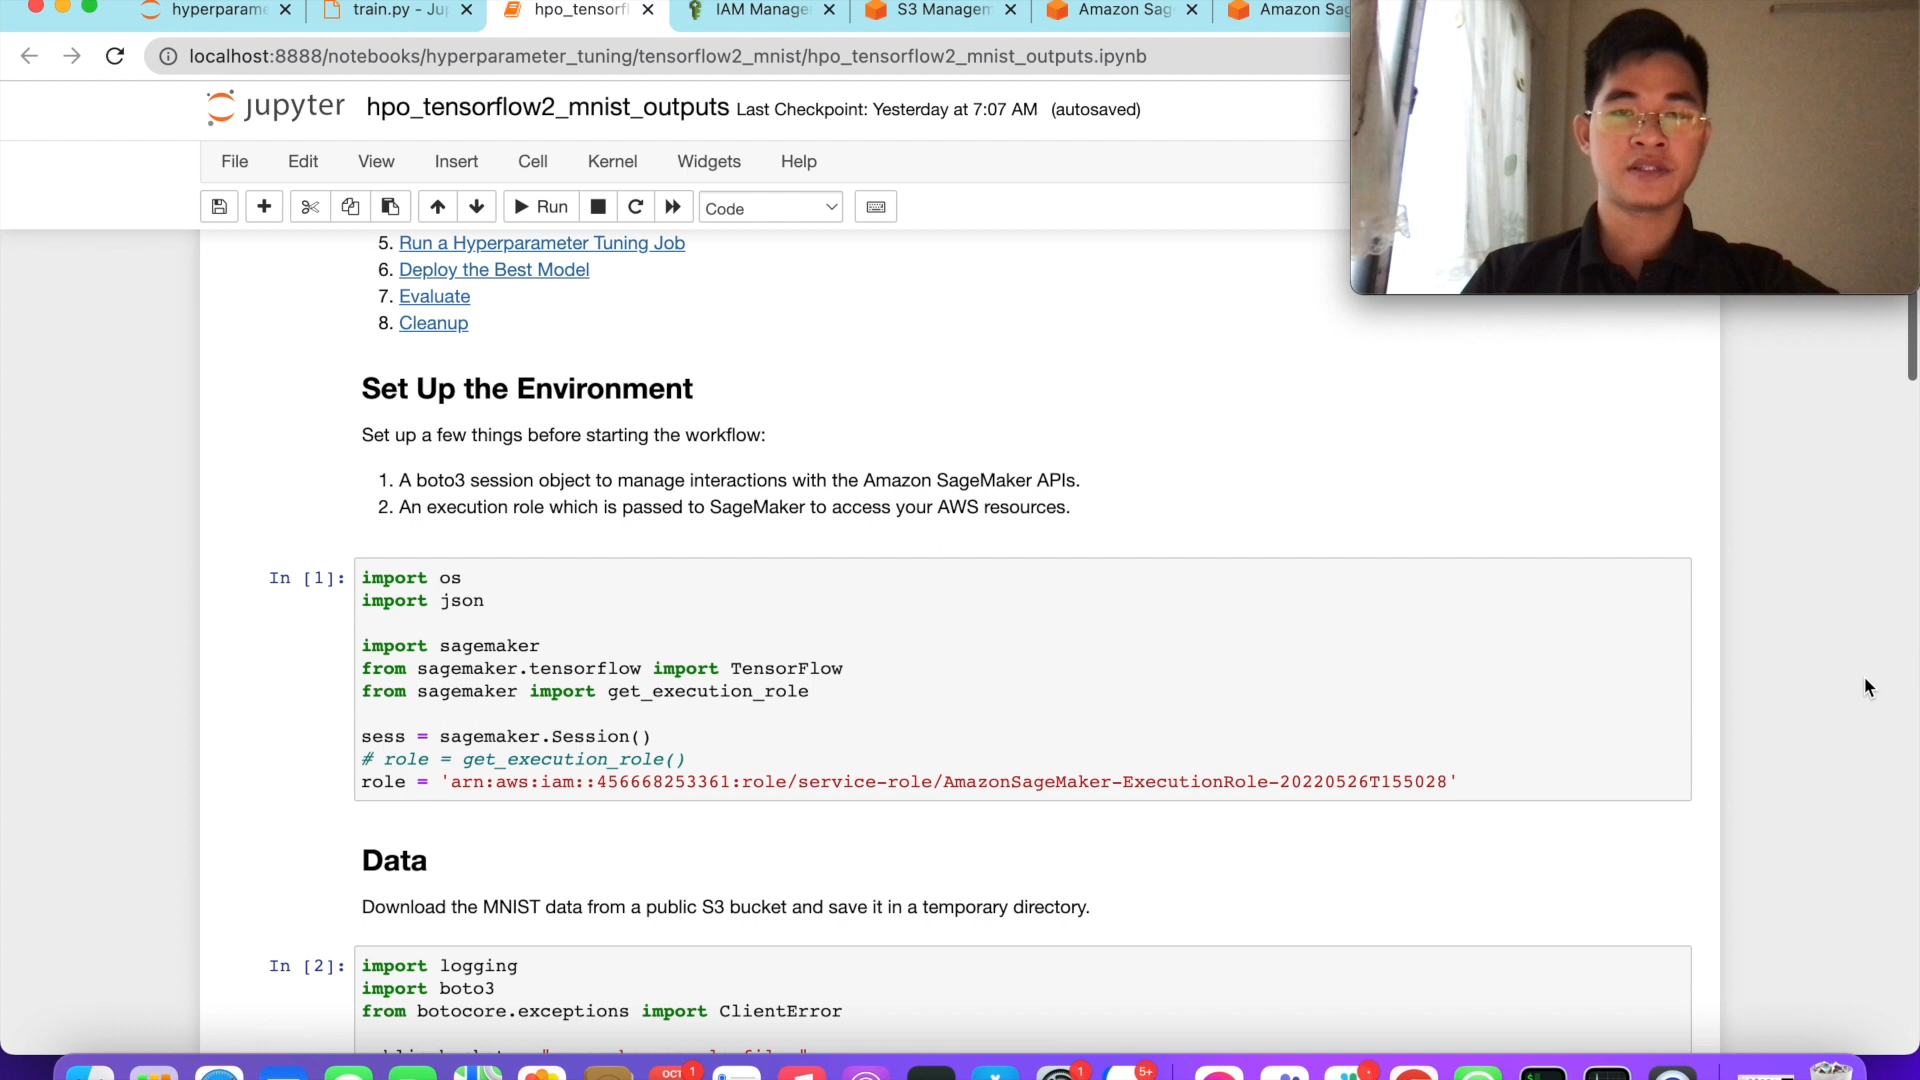 hyperparame
train.py - Ju
hpo_tensorfl
IAM Manage
S3 Managem
Amazon Sag
Amazon Sag
localhost:8888/notebooks/hyperparameter_tuning/tensorflow2_mnist/hpo_tensorflow2_mnist_outputs.ipynb
jupyter hpo_tensorflow2_mnist_outputs Last Checkpoint: Yesterday at 7:07 AM (autosaved)
File Edit View Insert Cell Kernel Widgets Help
Run Code
5. Run a Hyperparameter Tuning Job
6. Deploy the Best Model
7. Evaluate
8. Cleanup
Set Up the Environment
Set up a few things before starting the workflow:
1. A boto3 session object to manage interactions with the Amazon SageMaker APIs.
2. An execution role which is passed to SageMaker to access your AWS resources.
In [1]: import os
import json
import sagemaker
from sagemaker.tensorflow import TensorFlow
from sagemaker import get_execution_role
sess = sagemaker.Session()
# role = get_execution_role()
role = 'arn:aws:iam::456668253361:role/service-role/AmazonSageMaker-ExecutionRole-20220526T155028'
Data
Download the MNIST data from a public S3 bucket and save it in a temporary directory.
In [2]: import logging
import boto3
from botocore.exceptions import ClientError
OCT 1
1
5+